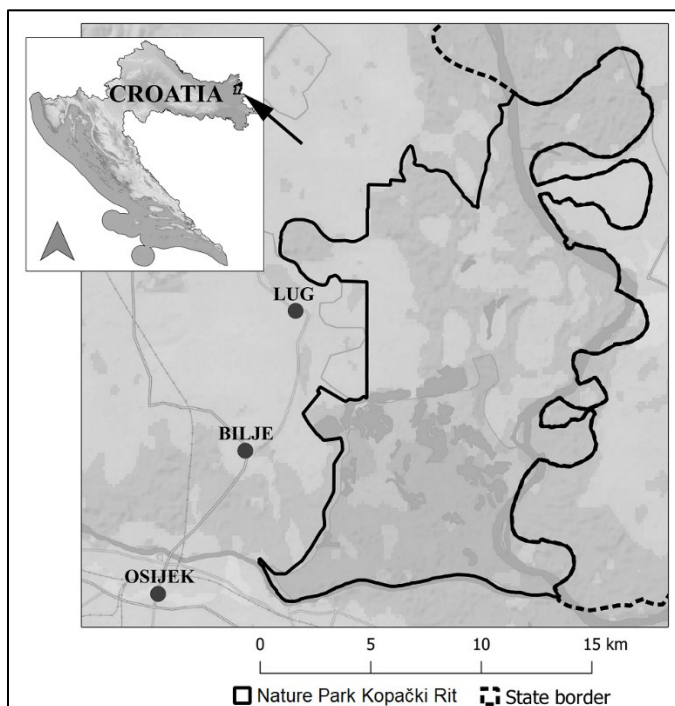 CROATIA
LUG
BILJE
OSIJEK
0 5 10 15 km
Nature Park Kopački Rit State border